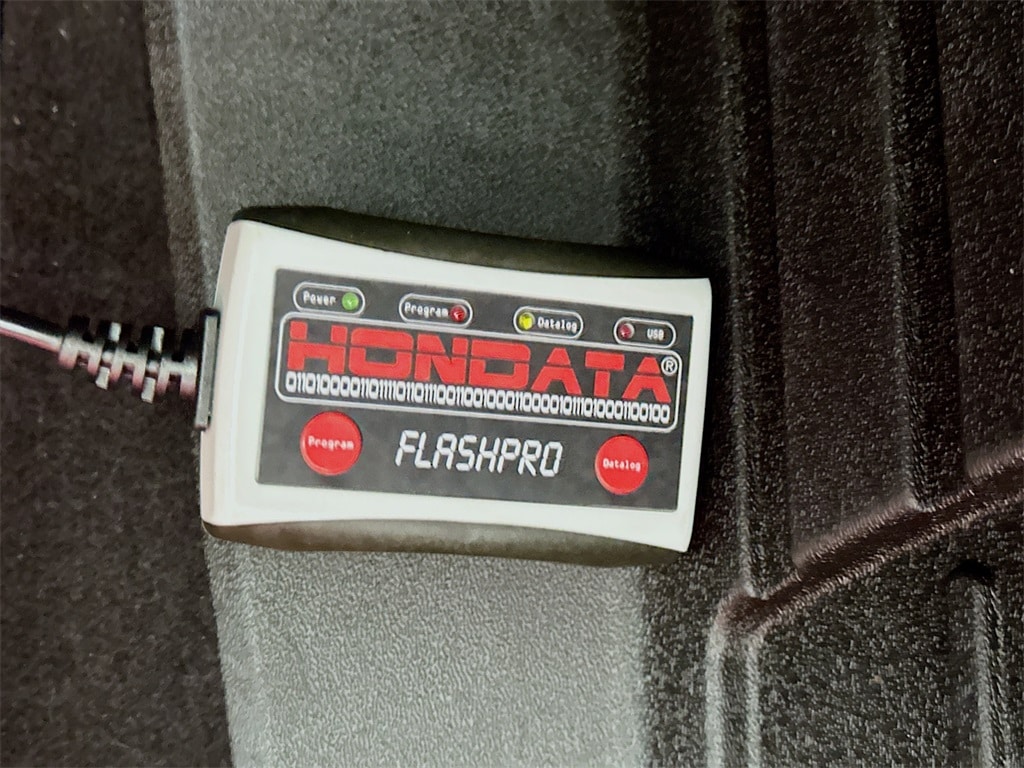 Power Program Datalog USB
HONDATA®
Program FLASHPRO Datalog